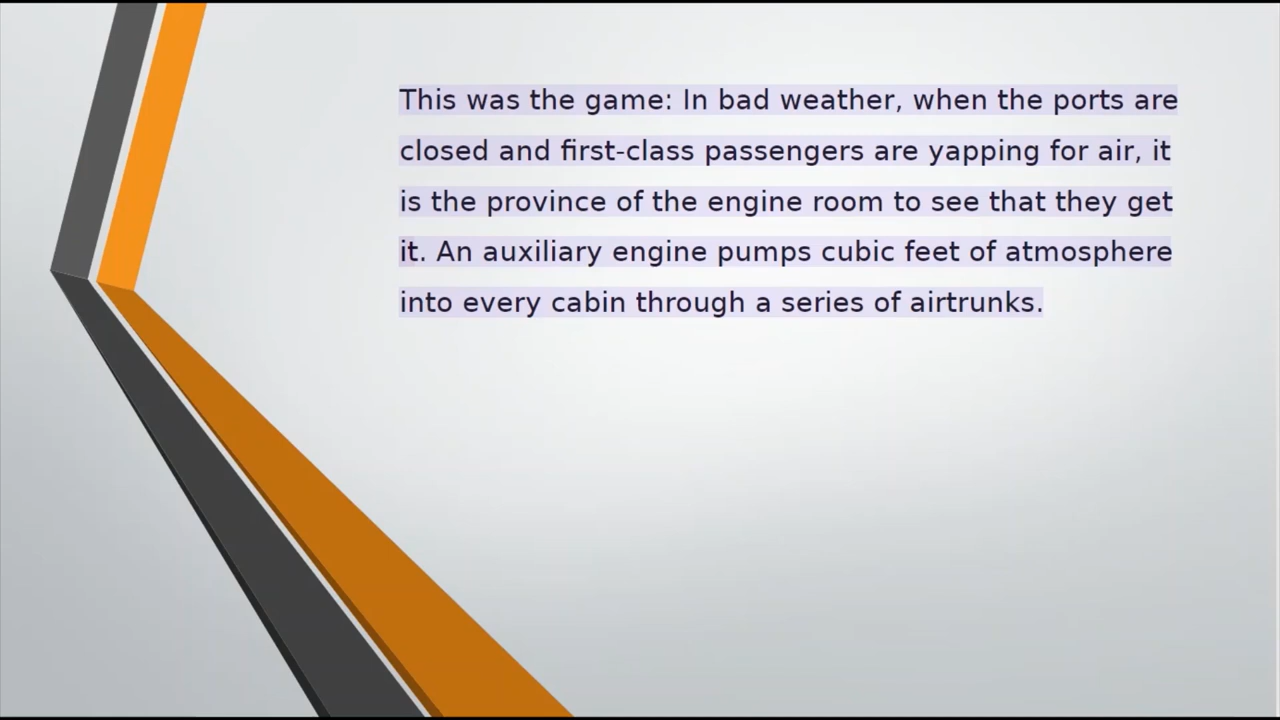 This was the game: In bad weather, when the ports are
closed and first-class passengers are yapping for air, it
is the province of the engine room to see that they get
it. An auxiliary engine pumps cubic feet of atmosphere
into every cabin through a series of airtrunks.